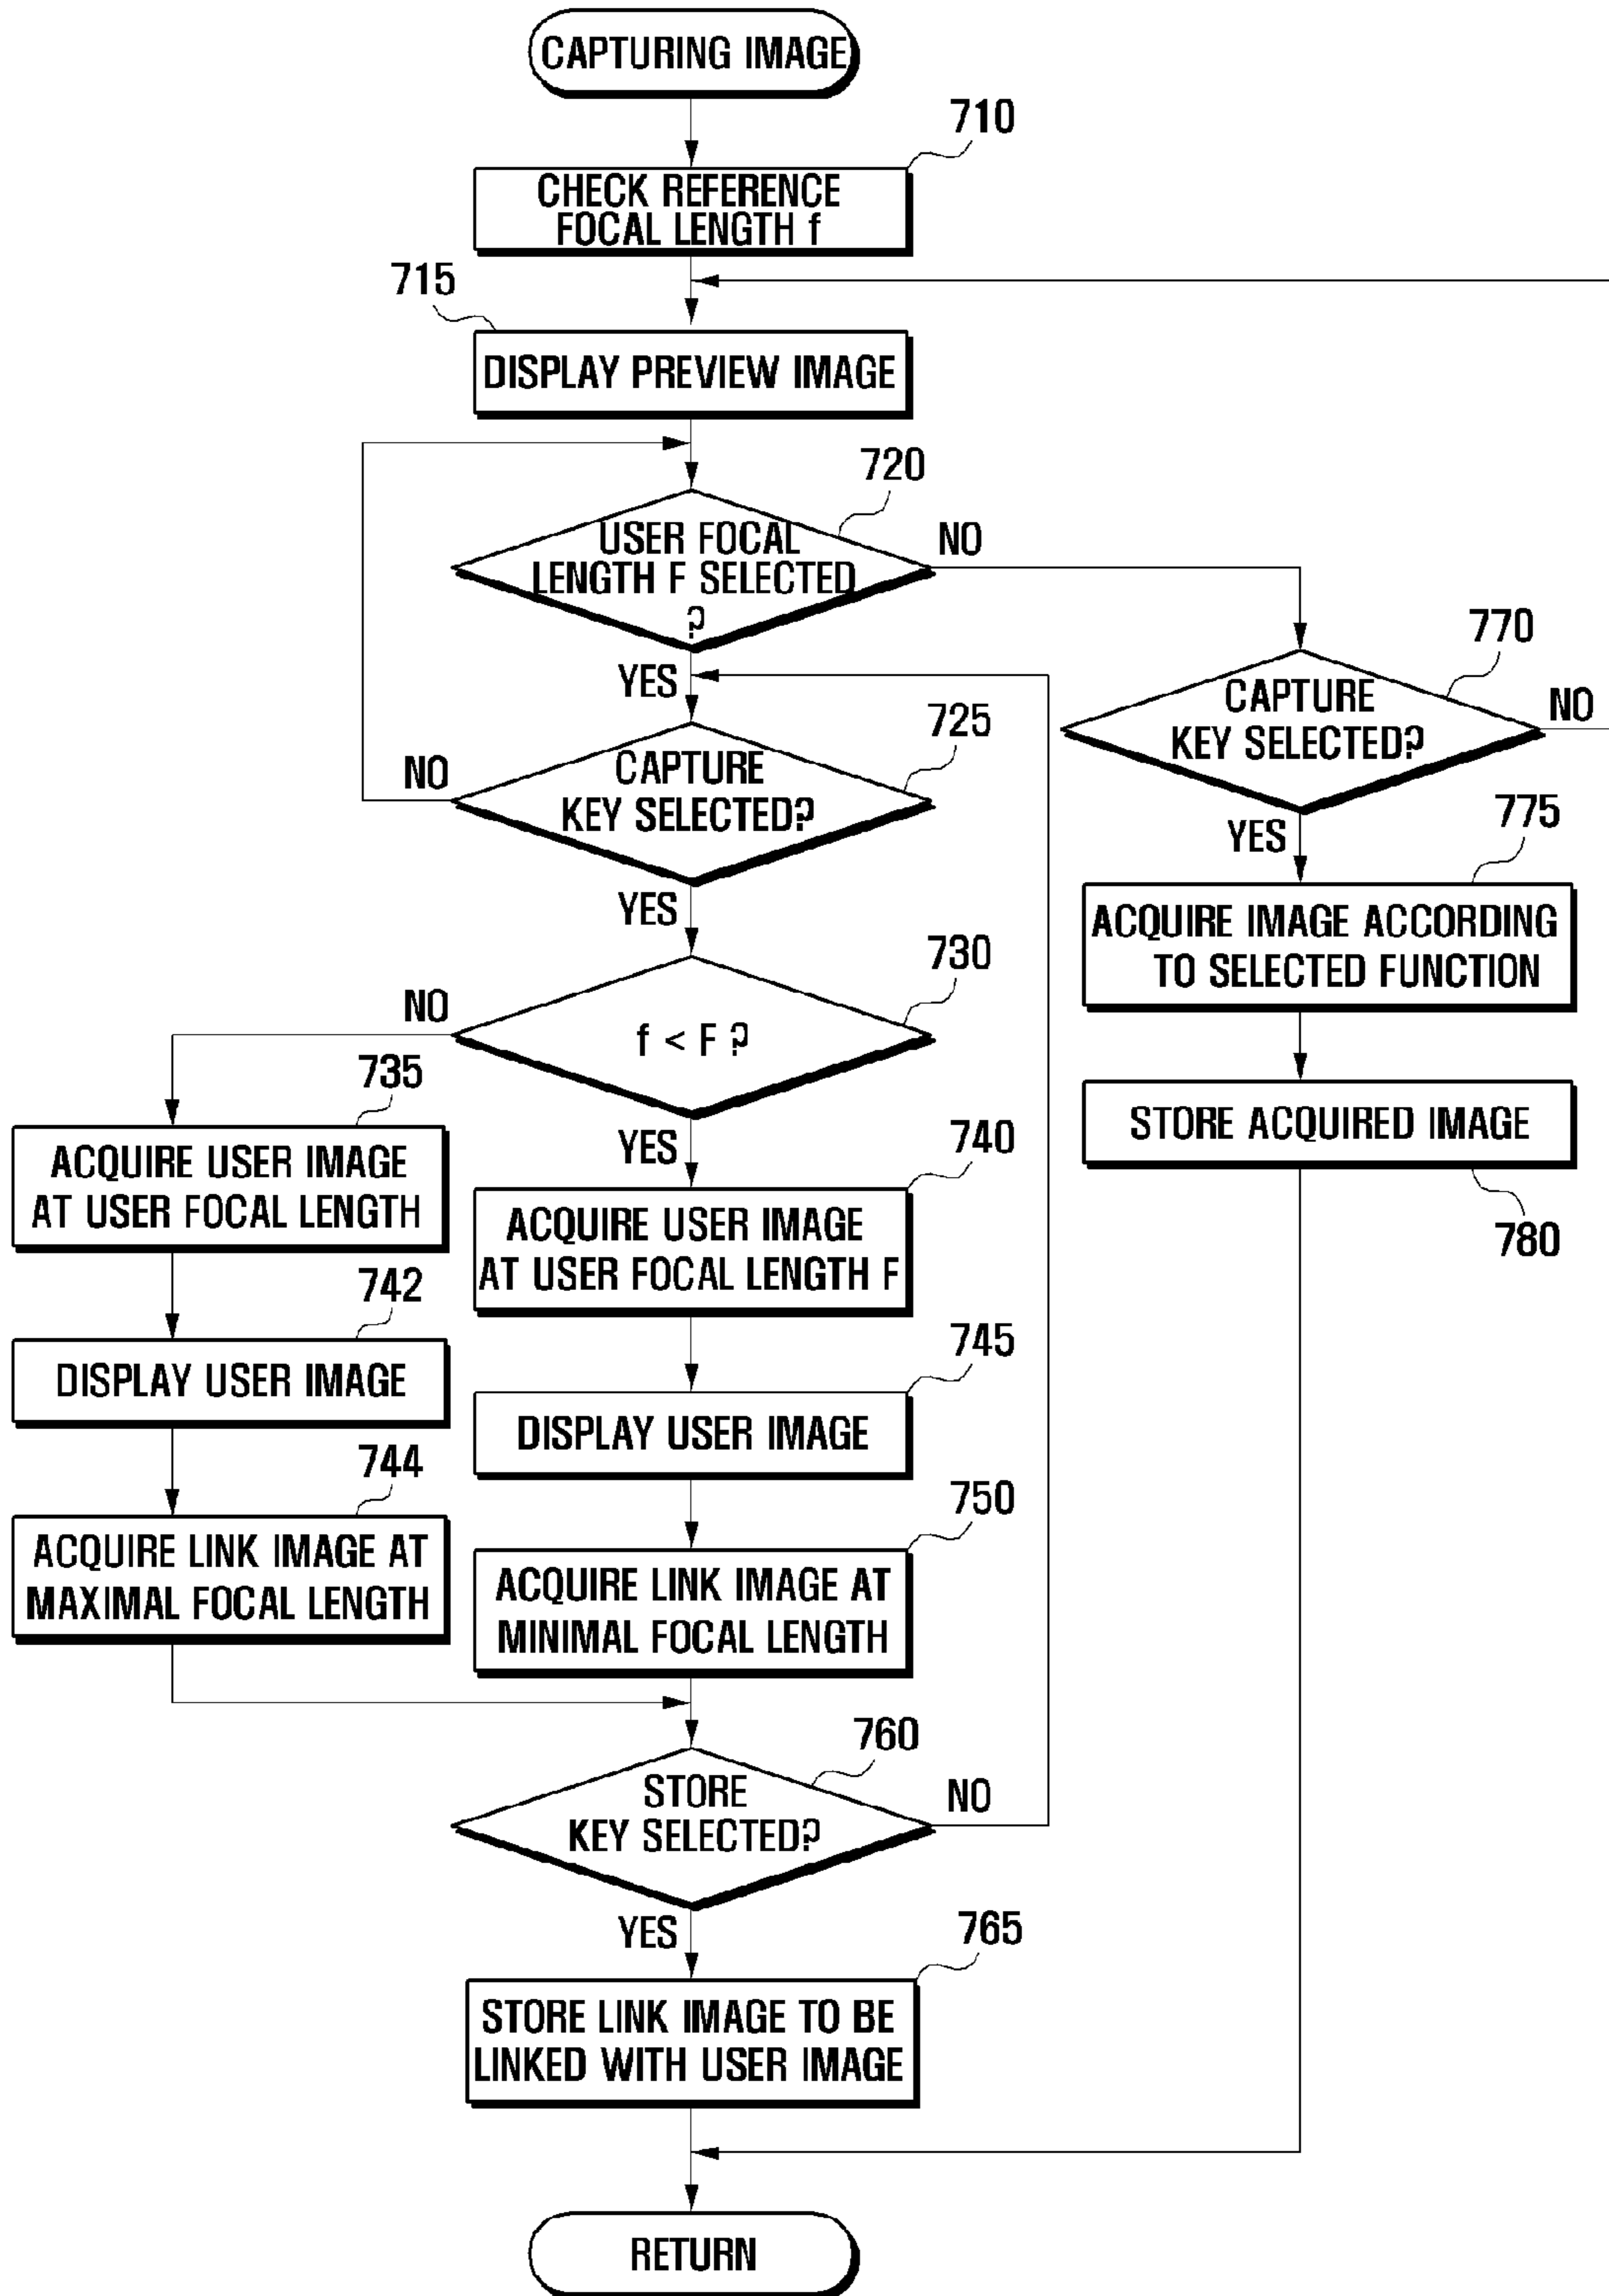 CAPTURING IMAGE
710
CHECK REFERENCE
FOCAL LENGTH f
715
DISPLAY PREVIEW IMAGE
720
USER FOCAL
LENGTH F SELECTED
?
NO
YES
770
CAPTURE
KEY SELECTED?
NO
YES
725
CAPTURE
KEY SELECTED?
NO
YES
775
ACQUIRE IMAGE ACCORDING
TO SELECTED FUNCTION
730
f < F ?
NO
YES
STORE ACQUIRED IMAGE
780
735
ACQUIRE USER IMAGE
AT USER FOCAL LENGTH
740
ACQUIRE USER IMAGE
AT USER FOCAL LENGTH F
742
DISPLAY USER IMAGE
745
DISPLAY USER IMAGE
744
ACQUIRE LINK IMAGE AT
MAXIMAL FOCAL LENGTH
750
ACQUIRE LINK IMAGE AT
MINIMAL FOCAL LENGTH
760
STORE
KEY SELECTED?
NO
YES
765
STORE LINK IMAGE TO BE
LINKED WITH USER IMAGE
RETURN